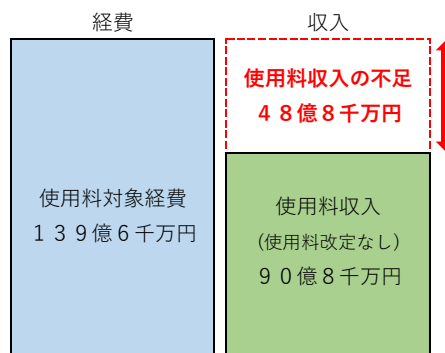 経費
収入
使用料収入の不足
４８億８千万円
使用料対象経費
１３９億６千万円
使用料収入
(使用料改定なし)
９０億８千万円